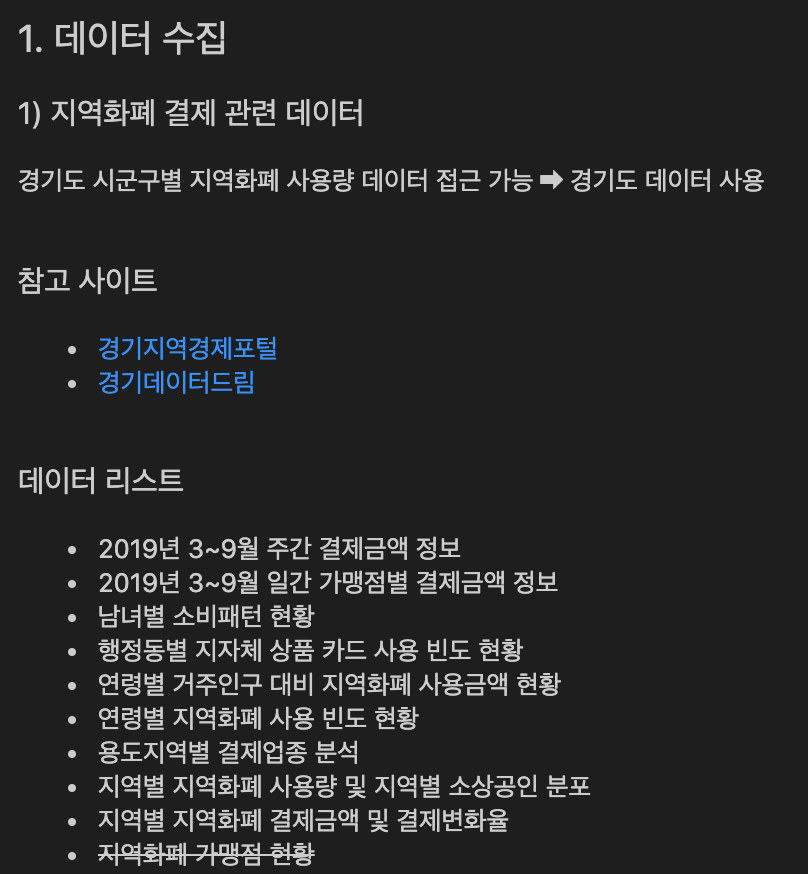 1. 데이터 수집
1) 지역화폐 결제 관련 데이터
경기도 시군구별 지역화폐 사용량 데이터 접근 가능 ➡ 경기도 데이터 사용
참고 사이트
• 경기지역경제포털
• 경기데이터드림
데이터 리스트
• 2019년 3~9월 주간 결제금액 정보
• 2019년 3~9월 일간 가맹점별 결제금액 정보
• 남녀별 소비패턴 현황
• 행정동별 지자체 상품 카드 사용 빈도 현황
• 연령별 거주인구 대비 지역화폐 사용금액 현황
• 연령별 지역화폐 사용 빈도 현황
• 용도지역별 결제업종 분석
• 지역별 지역화폐 사용량 및 지역별 소상공인 분포
• 지역별 지역화폐 결제금액 및 결제변화율
• 지역화폐 가맹점 현황